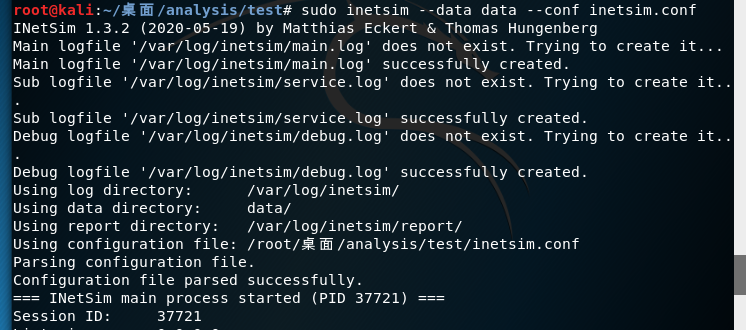 root@kali:~/桌面/analysis/test# sudo inetsim --data data --conf inetsim.conf
INetSim 1.3.2 (2020-05-19) by Matthias Eckert & Thomas Hungenberg
Main logfile '/var/log/inetsim/main.log' does not exist. Trying to create it...
Main logfile '/var/log/inetsim/main.log' successfully created.
Sub logfile '/var/log/inetsim/service.log' does not exist. Trying to create it..
.
Sub logfile '/var/log/inetsim/service.log' successfully created.
Debug logfile '/var/log/inetsim/debug.log' does not exist. Trying to create it..
.
Debug logfile '/var/log/inetsim/debug.log' successfully created.
Using log directory:      /var/log/inetsim/
Using data directory:     data/
Using report directory:   /var/log/inetsim/report/
Using configuration file: /root/桌面/analysis/test/inetsim.conf
Parsing configuration file.
Configuration file parsed successfully.
=== INetSim main process started (PID 37721) ===
Session ID:     37721